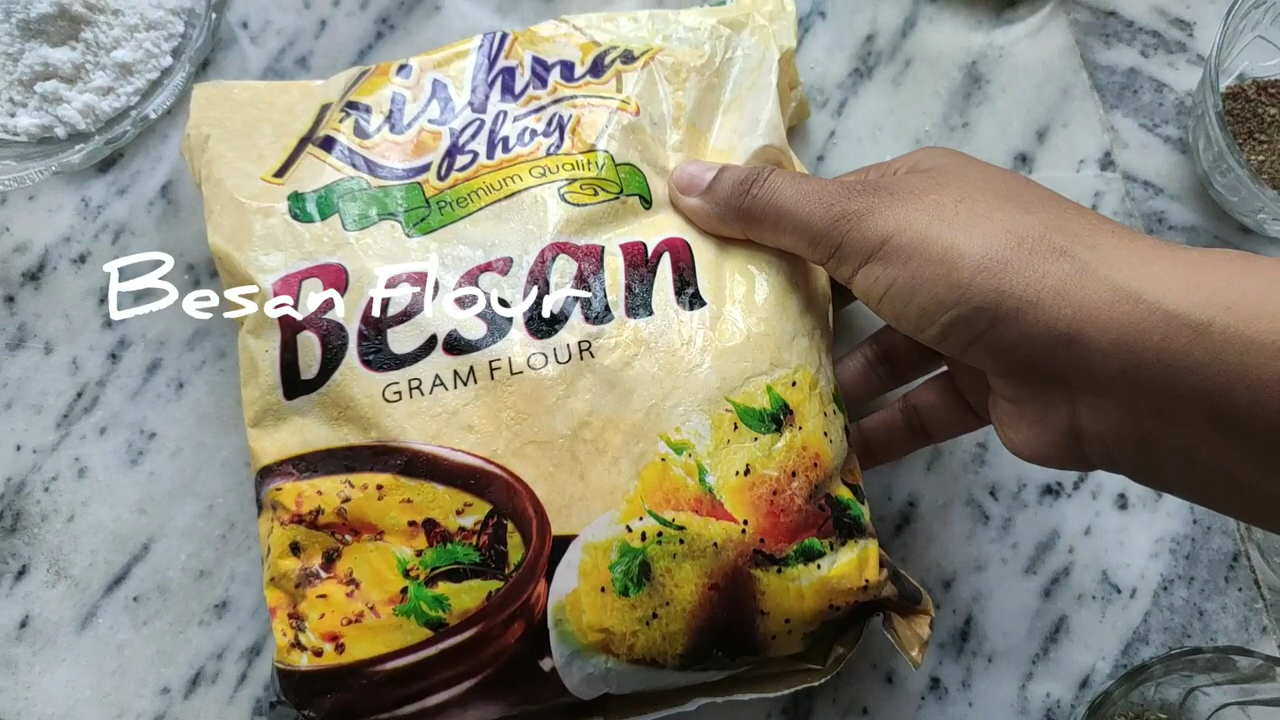 Krishna
Bhog
Premium Quality
Besan
GRAM FLOUR
Besan Flour